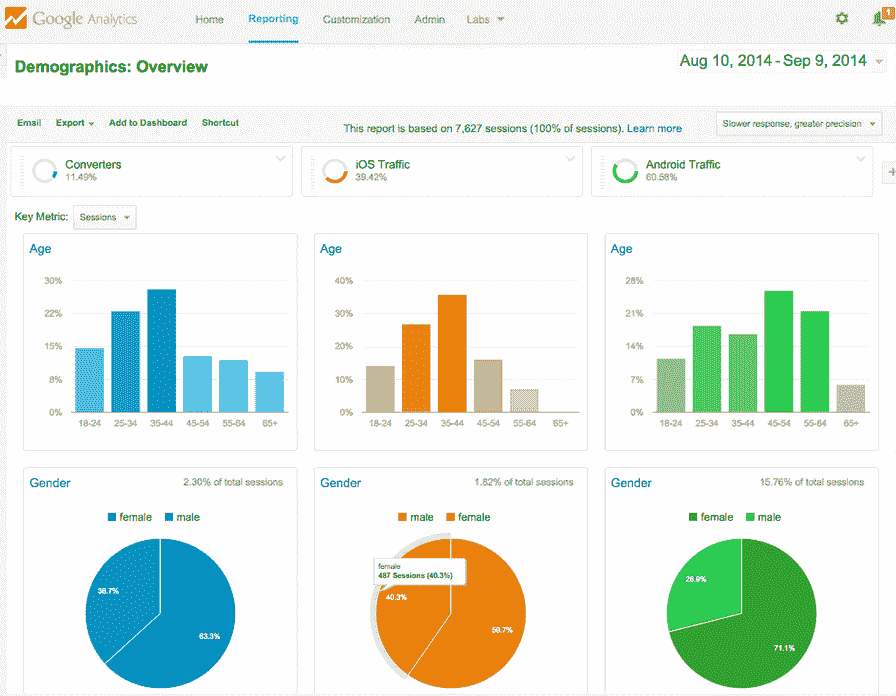 Google Analytics
Home Reporting Customization Admin Labs
1
Demographics: Overview
Aug 10, 2014 - Sep 9, 2014
Email Export Add to Dashboard Shortcut
This report is based on 7,627 sessions (100% of sessions). Learn more
Slower response, greater precision
Converters
11.49%
iOS Traffic
39.42%
Android Traffic
60.58%
Key Metric: Sessions
Age
30%
22%
15%
8%
0%
18-24 25-34 35-44 45-54 55-64 65+
Age
40%
30%
20%
10%
0%
18-24 25-34 35-44 45-54 55-64 65+
Age
28%
21%
14%
7%
0%
18-24 25-34 35-44 45-54 55-64 65+
Gender 2.30% of total sessions
female male
36.7%
63.3%
Gender 1.82% of total sessions
male female
female
487 Sessions (40.3%)
40.3%
59.7%
Gender 15.76% of total sessions
female male
28.9%
71.1%